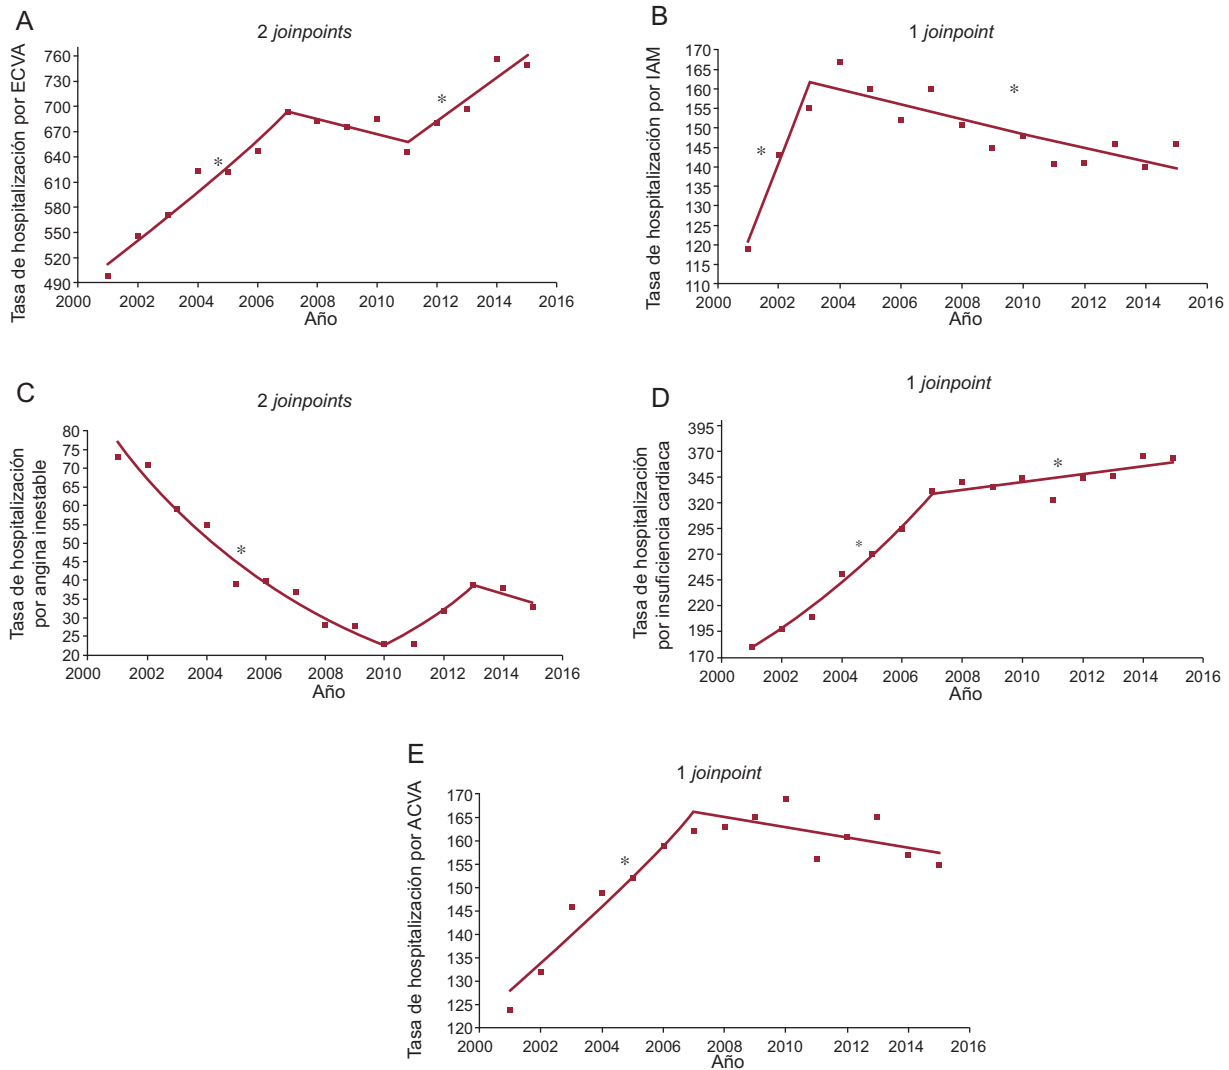 A
2 joinpoints
Tasa de hospitalización por ECVA
760
730
700
670
640
610
580
550
520
490
2000 2002 2004 2006 2008 2010 2012 2014 2016
Año
*
*
B
1 joinpoint
Tasa de hospitalización por IAM
170
165
160
155
150
145
140
135
130
125
120
115
110
2000 2002 2004 2006 2008 2010 2012 2014 2016
Año
*
*
C
2 joinpoints
Tasa de hospitalización
por angina inestable
80
75
70
65
60
55
50
45
40
35
30
25
20
2000 2002 2004 2006 2008 2010 2012 2014 2016
Año
*
D
1 joinpoint
Tasa de hospitalización
por insuficiencia cardiaca
395
370
345
320
295
270
245
220
195
170
2000 2002 2004 2006 2008 2010 2012 2014 2016
Año
*
*
E
1 joinpoint
Tasa de hospitalización por ACVA
170
165
160
155
150
145
140
135
130
125
120
2000 2002 2004 2006 2008 2010 2012 2014 2016
Año
*